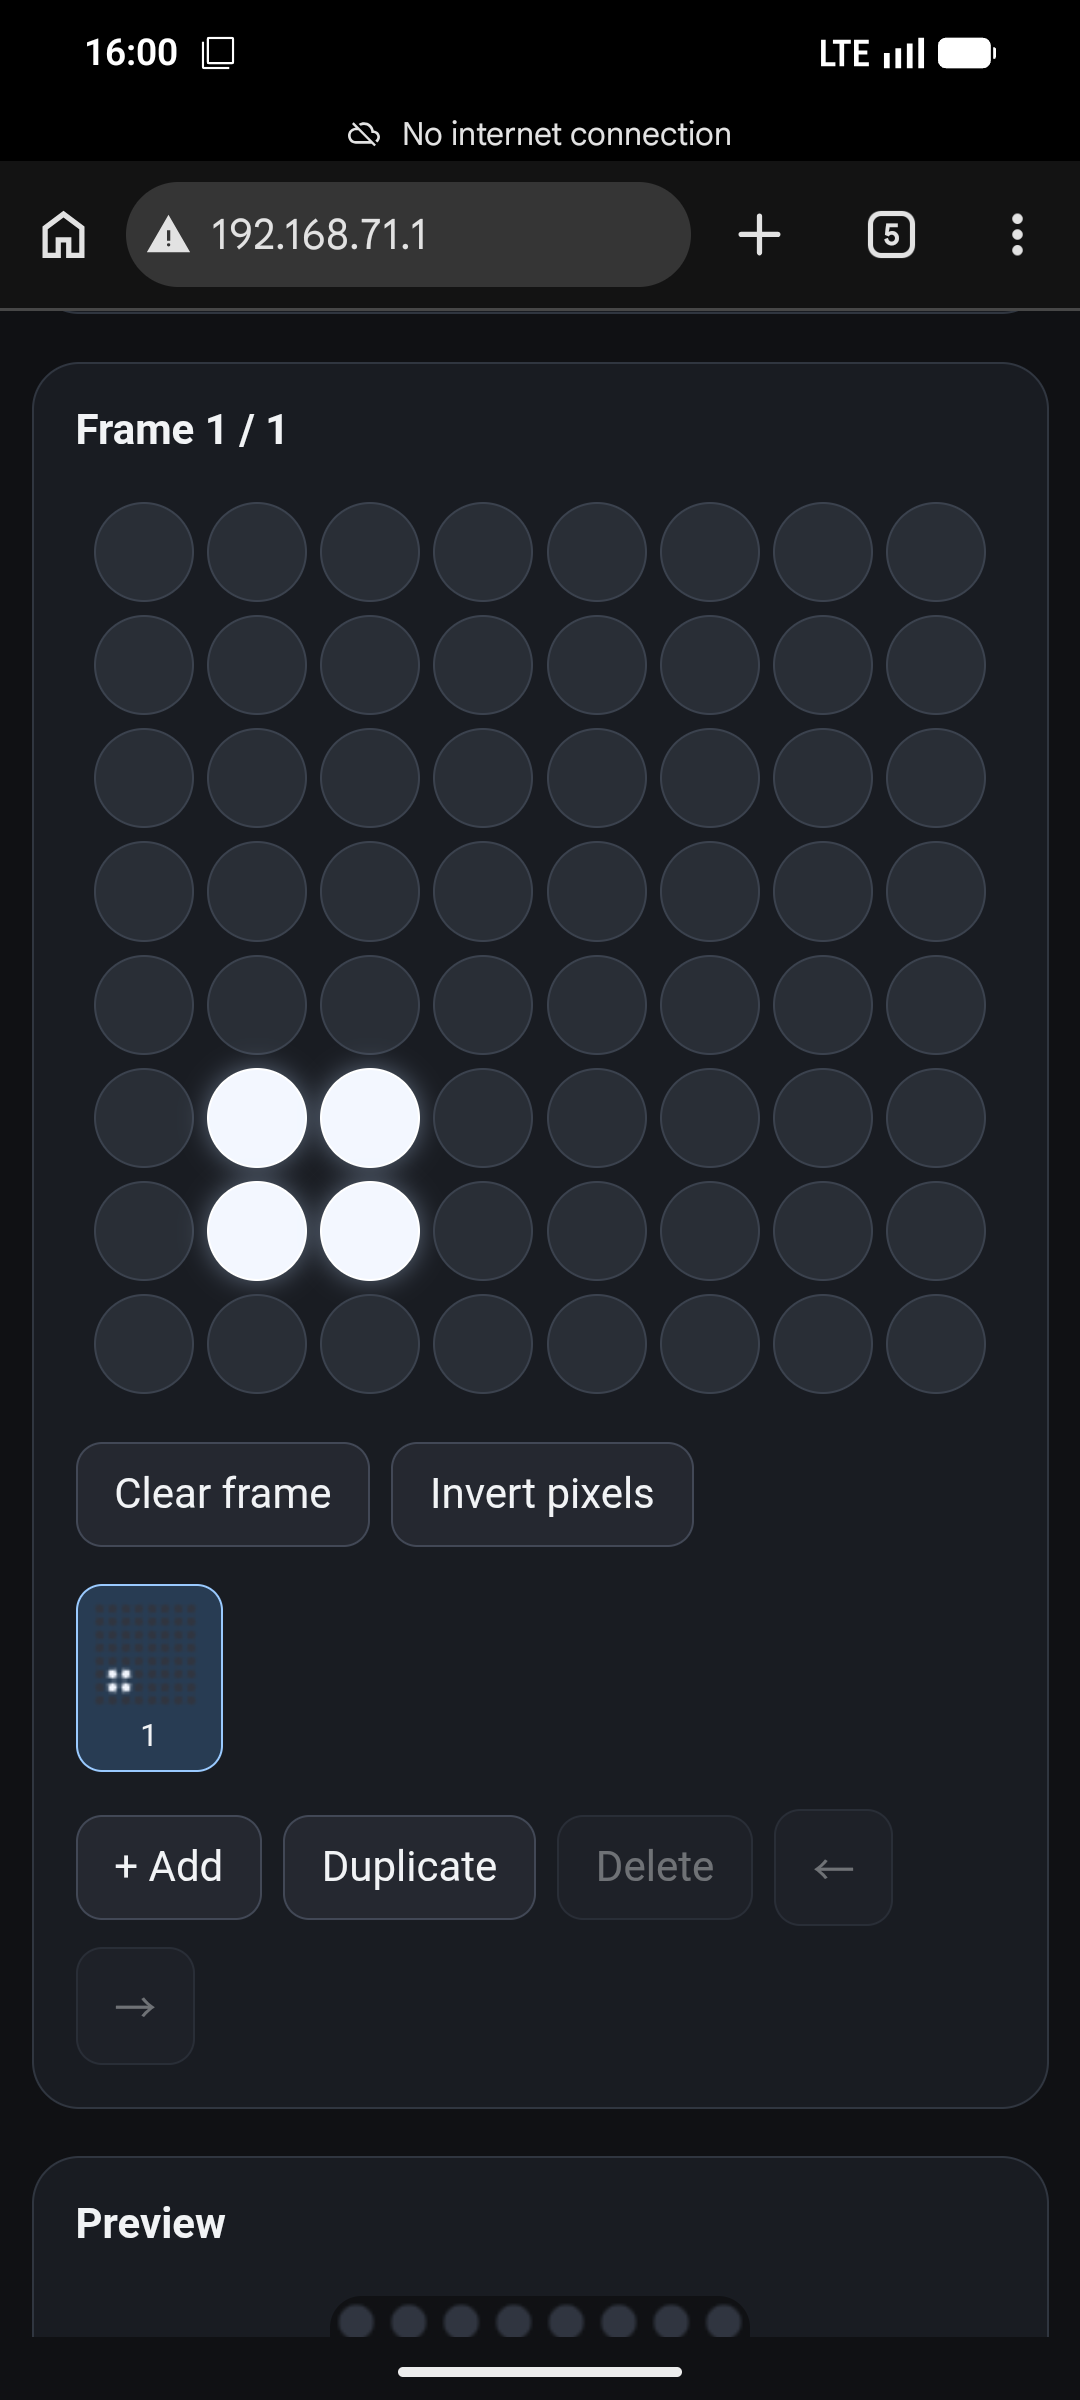 16:00 LTE
No internet connection
192.168.71.1 5
Frame 1 / 1
Clear frame Invert pixels
1
+ Add Duplicate Delete ←
→
Preview